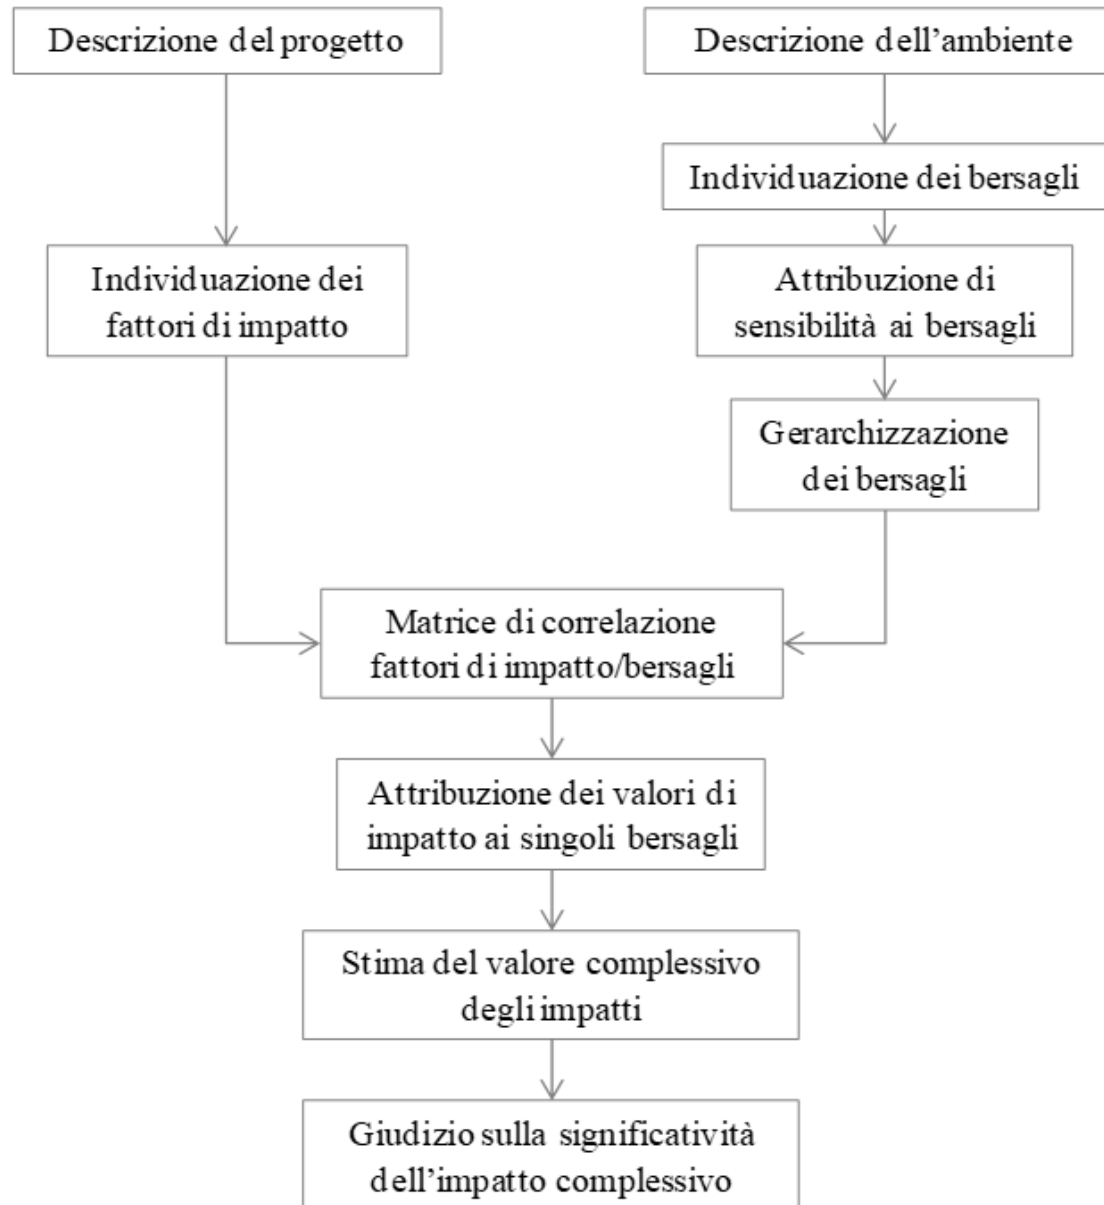 Descrizione del progetto
Descrizione dell’ambiente
Individuazione dei bersagli
Individuazione dei
fattori di impatto
Attribuzione di
sensibilità ai bersagli
Gerarchizzazione
dei bersagli
Matrice di correlazione
fattori di impatto/bersagli
Attribuzione dei valori di
impatto ai singoli bersagli
Stima del valore complessivo
degli impatti
Giudizio sulla significatività
dell’impatto complessivo